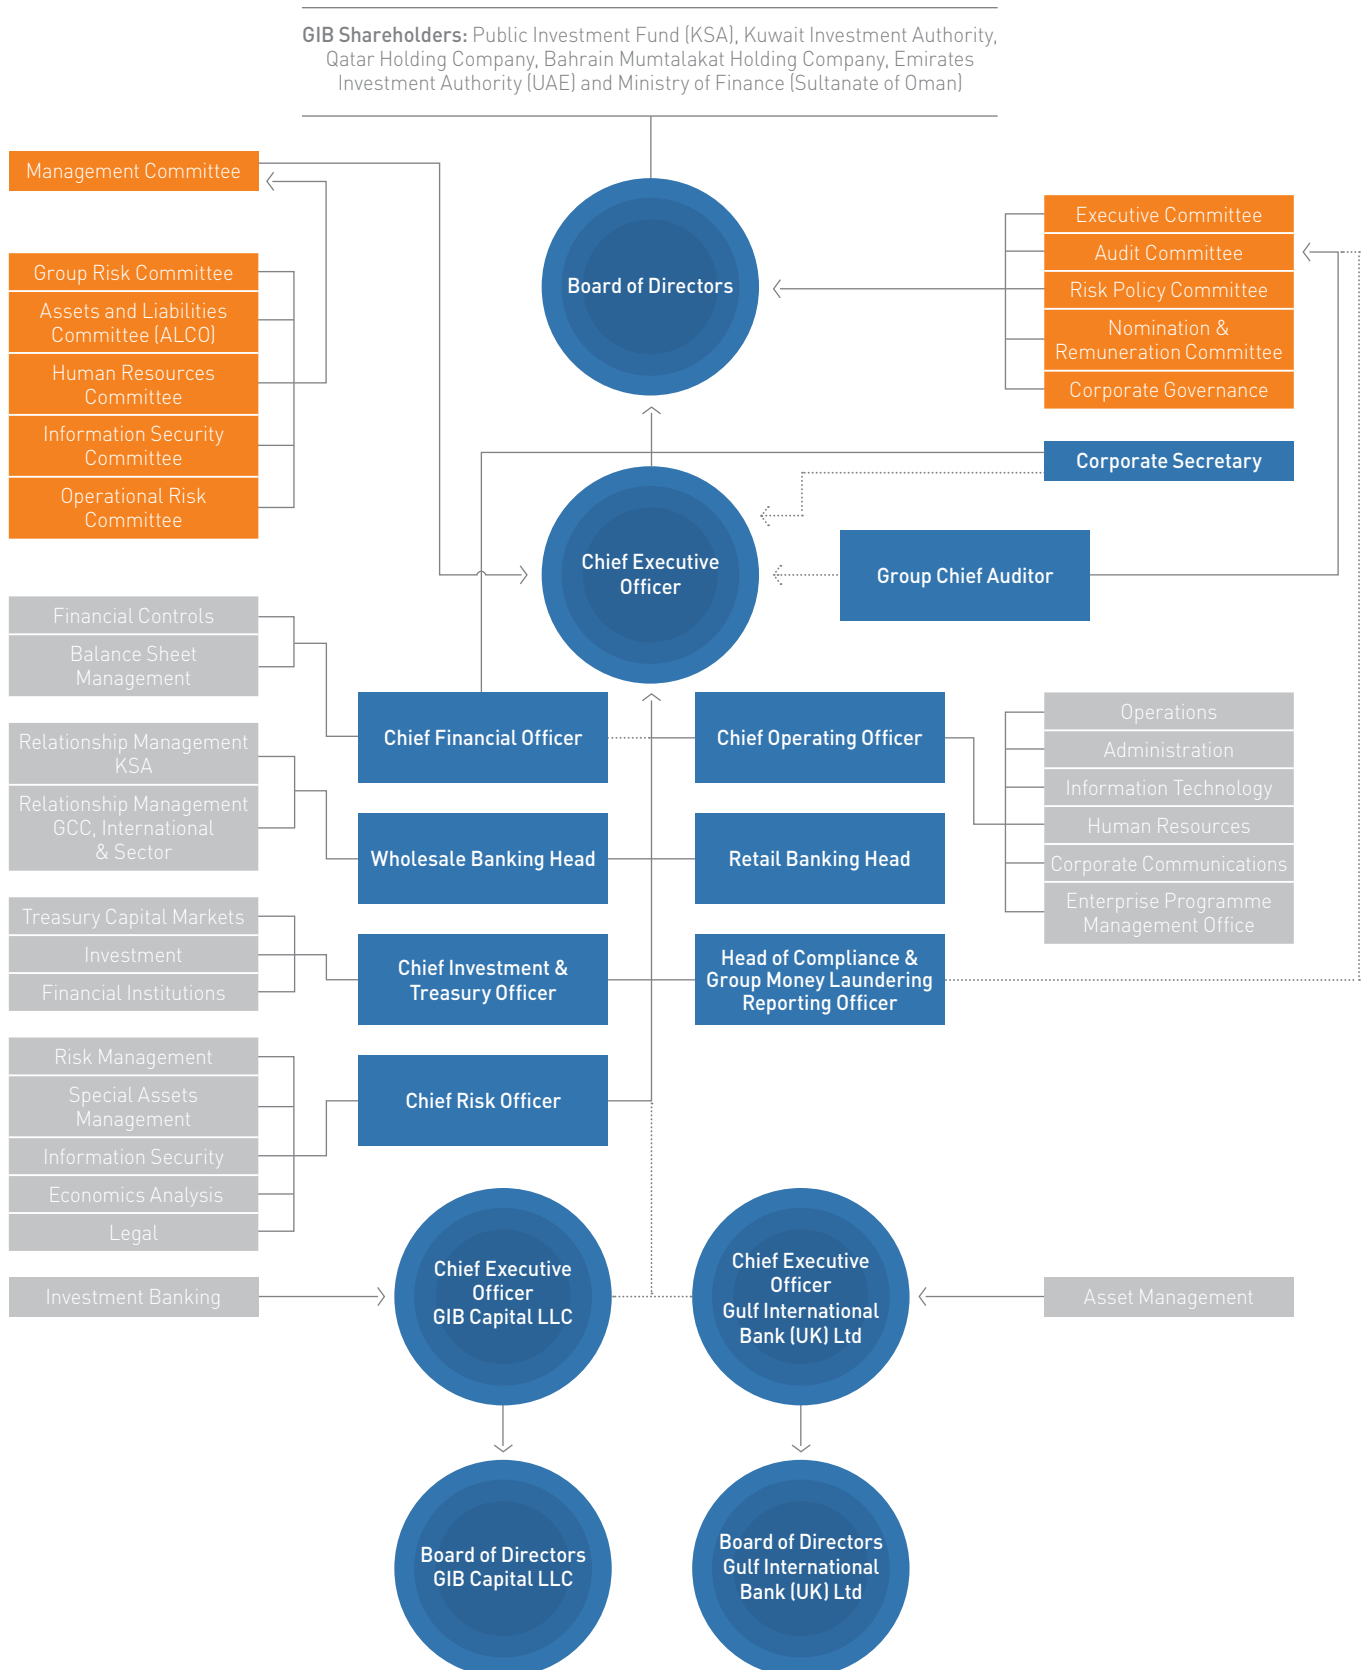 GIB Shareholders: Public Investment Fund (KSA), Kuwait Investment Authority,
Qatar Holding Company, Bahrain Mumtalakat Holding Company, Emirates
Investment Authority (UAE) and Ministry of Finance (Sultanate of Oman)
Management Committee
Group Risk Committee
Assets and Liabilities
Committee (ALCO)
Human Resources
Committee
Information Security
Committee
Operational Risk
Committee
Board of Directors
Executive Committee
Audit Committee
Risk Policy Committee
Nomination &
Remuneration Committee
Corporate Governance
Corporate Secretary
Chief Executive
Officer
Group Chief Auditor
Financial Controls
Balance Sheet
Management
Chief Financial Officer
Chief Operating Officer
Operations
Administration
Information Technology
Human Resources
Corporate Communications
Enterprise Programme
Management Office
Relationship Management
KSA
Relationship Management
GCC, International
& Sector
Wholesale Banking Head
Retail Banking Head
Treasury Capital Markets
Investment
Financial Institutions
Chief Investment &
Treasury Officer
Head of Compliance &
Group Money Laundering
Reporting Officer
Risk Management
Special Assets
Management
Information Security
Economics Analysis
Legal
Chief Risk Officer
Investment Banking
Chief Executive
Officer
GIB Capital LLC
Chief Executive
Officer
Gulf International
Bank (UK) Ltd
Asset Management
Board of Directors
GIB Capital LLC
Board of Directors
Gulf International
Bank (UK) Ltd